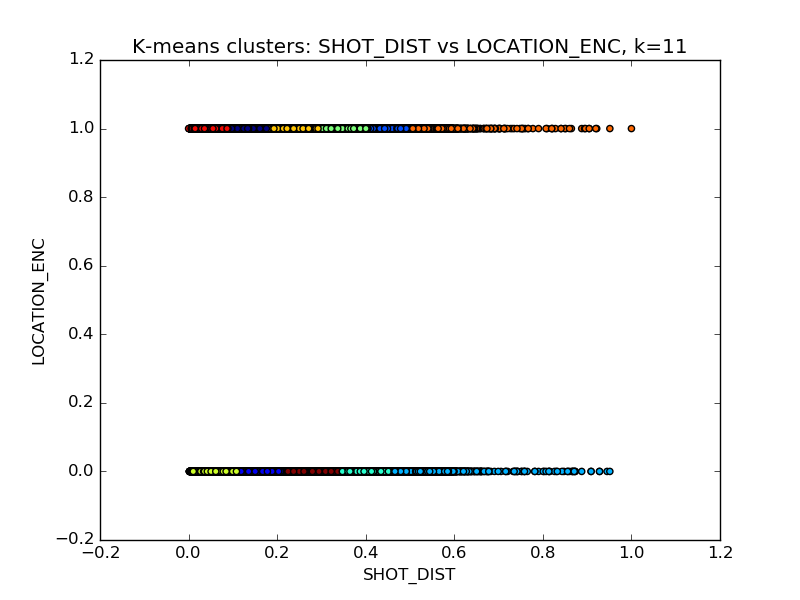 K-means clusters: SHOT_DIST vs LOCATION_ENC, k=11
1.2
1.0
0.8
0.6
0.4
0.2
0.0
−0.2
LOCATION_ENC
−0.2 0.0 0.2 0.4 0.6 0.8 1.0 1.2
SHOT_DIST